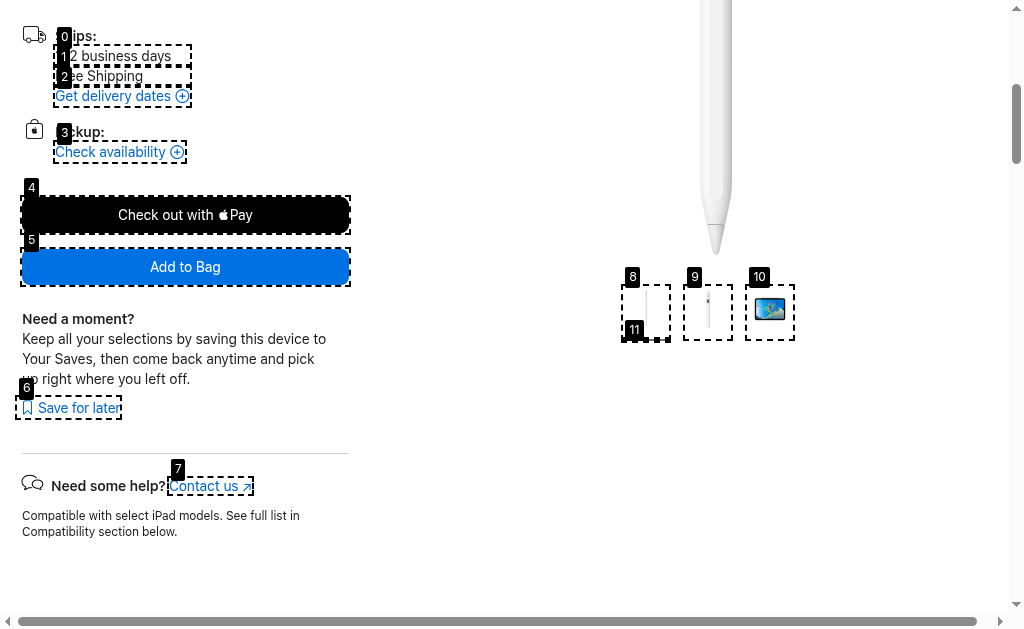 0
ips:
1
2 business days
2
ee Shipping
Get delivery dates
3
ckup:
Check availability
4
Check out with Pay
5
Add to Bag
Need a moment?
Keep all your selections by saving this device to
Your Saves, then come back anytime and pick
up right where you left off.
6
Save for later
7
Need some help? Contact us
Compatible with select iPad models. See full list in
Compatibility section below.
8
9
10
11